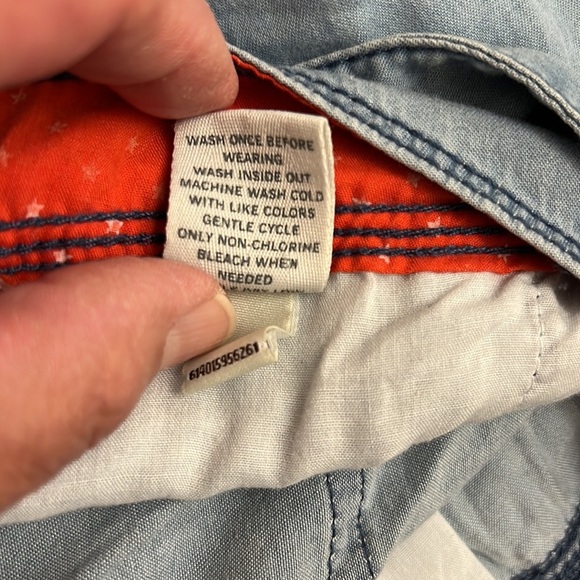 WASH ONCE BEFORE
WEARING
WASH INSIDE OUT
MACHINE WASH COLD
WITH LIKE COLORS
GENTLE CYCLE
ONLY NON-CHLORINE
BLEACH WHEN
NEEDED
614015956261